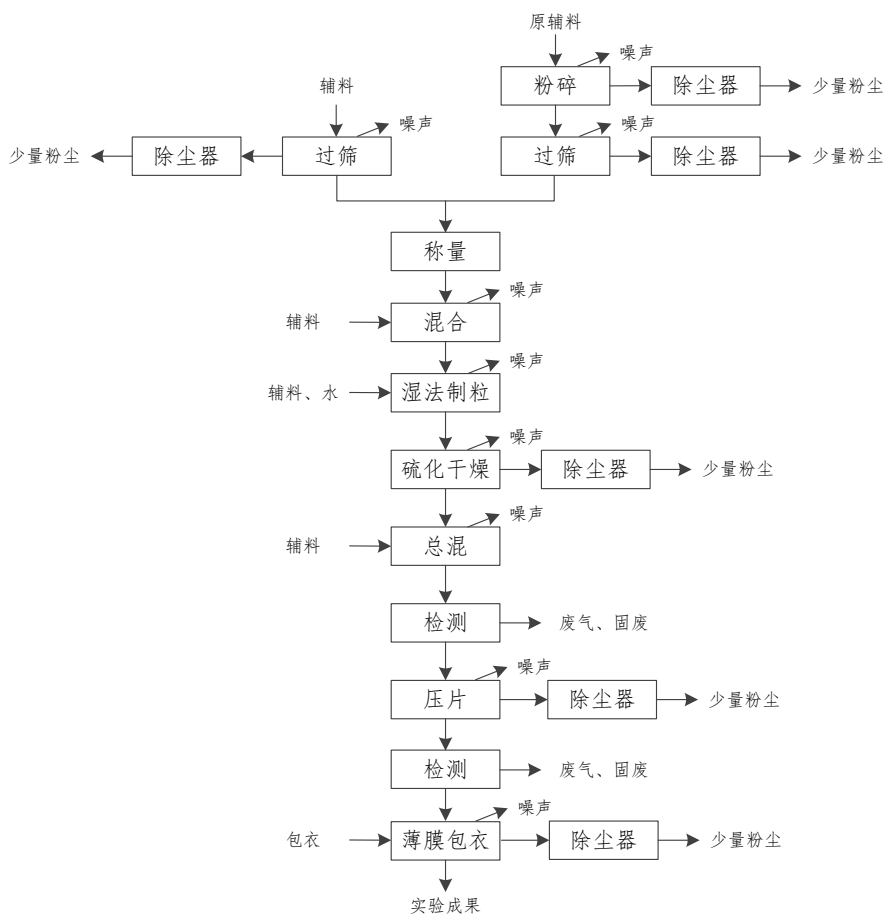 原辅料
噪声
粉碎
除尘器
少量粉尘
辅料
噪声
少量粉尘
除尘器
过筛
噪声
过筛
除尘器
少量粉尘
称量
噪声
辅料
混合
噪声
辅料、水
湿法制粒
噪声
硫化干燥
除尘器
少量粉尘
噪声
辅料
总混
检测
废气、固废
噪声
压片
除尘器
少量粉尘
检测
废气、固废
噪声
包衣
薄膜包衣
除尘器
少量粉尘
实验成果